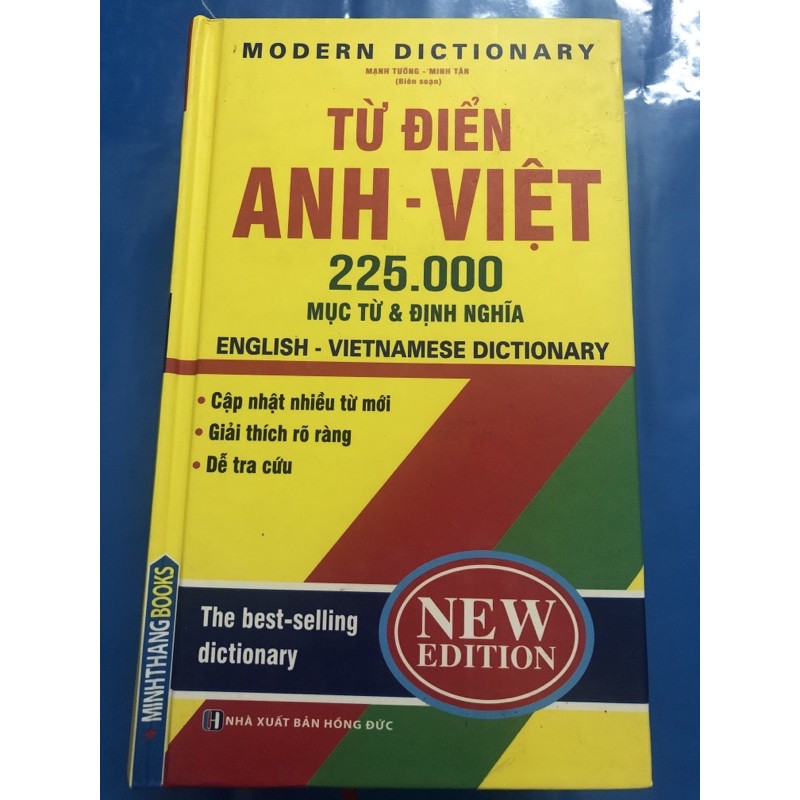 MODERN DICTIONARY
MẠNH TƯỜNG - MINH TÂN
(Biên soạn)
TỪ ĐIỂN
ANH - VIỆT
225.000
MỤC TỪ & ĐỊNH NGHĨA
ENGLISH - VIETNAMESE DICTIONARY
• Cập nhật nhiều từ mới
• Giải thích rõ ràng
• Dễ tra cứu
The best-selling
dictionary
NEW
EDITION
NHÀ XUẤT BẢN HỒNG ĐỨC
MINHTHANGBOOKS